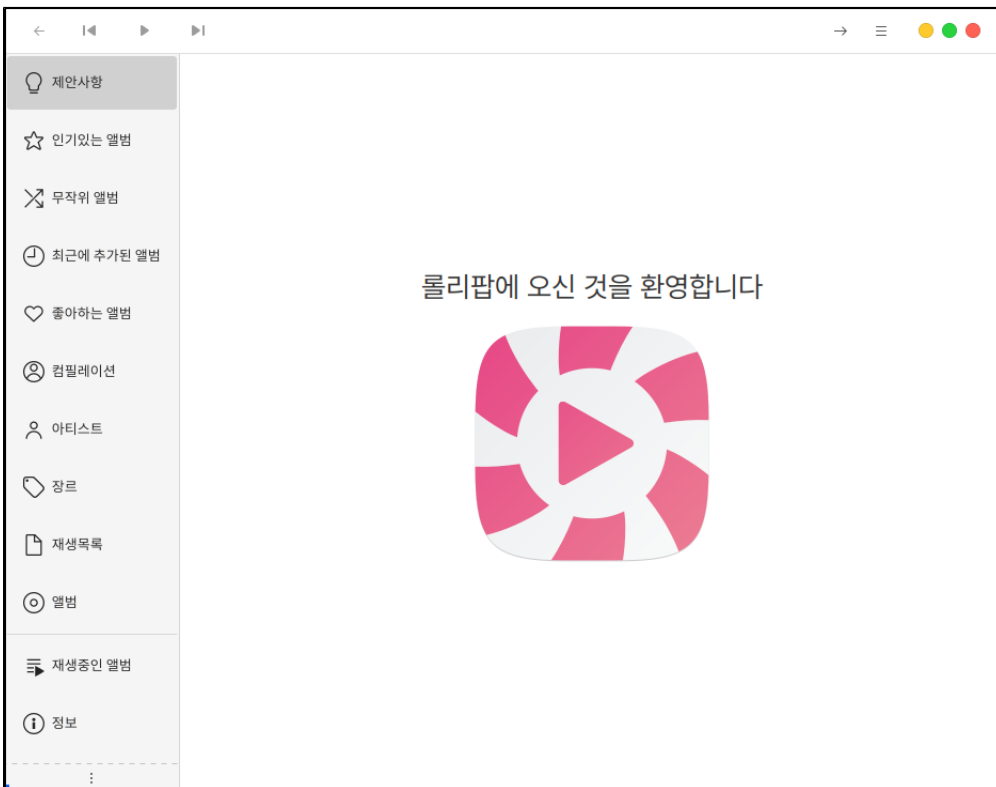 제안사항
인기있는 앨범
무작위 앨범
최근에 추가된 앨범
좋아하는 앨범
컴필레이션
아티스트
장르
재생목록
앨범
재생중인 앨범
정보
롤리팝에 오신 것을 환영합니다